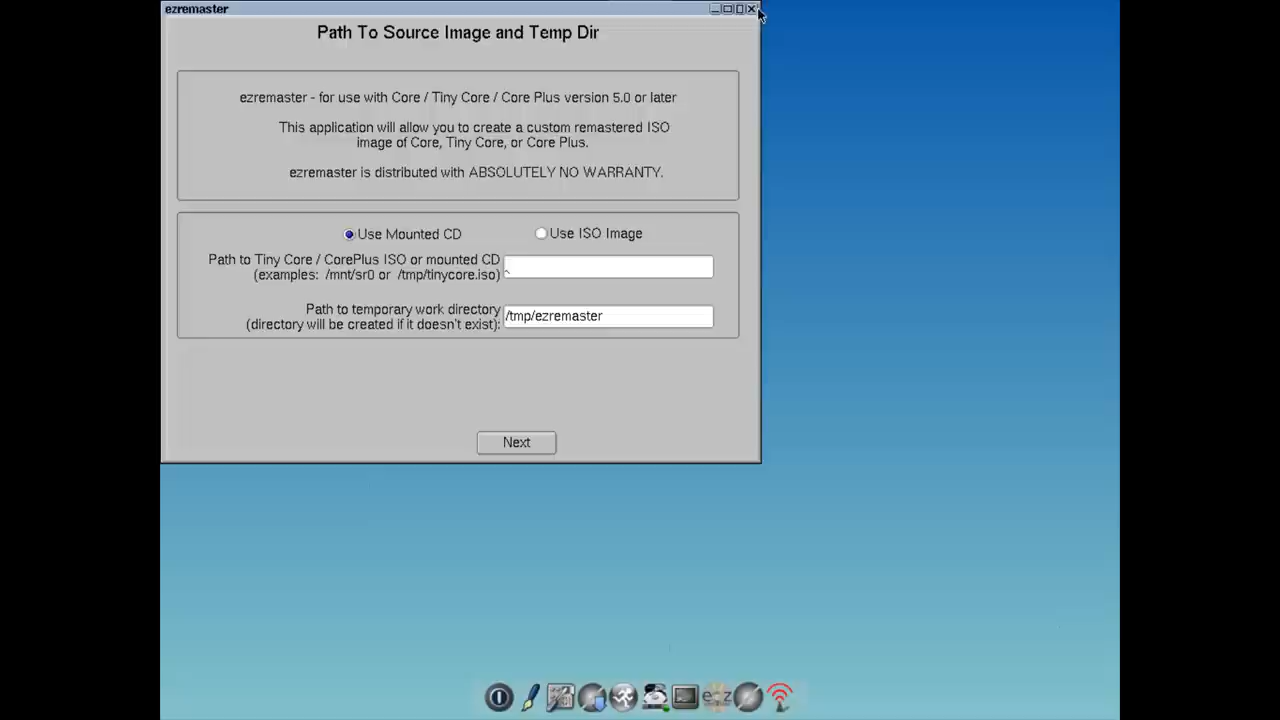 ezremaster
Path To Source Image and Temp Dir
ezremaster - for use with Core / Tiny Core / Core Plus version 5.0 or later
This application will allow you to create a custom remastered ISO
image of Core, Tiny Core, or Core Plus.
ezremaster is distributed with ABSOLUTELY NO WARRANTY.
Use Mounted CD
Use ISO Image
Path to Tiny Core / CorePlus ISO or mounted CD
(examples: /mnt/sr0 or /tmp/tinycore.iso)
Path to temporary work directory
(directory will be created if it doesn't exist):
/tmp/ezremaster
Next